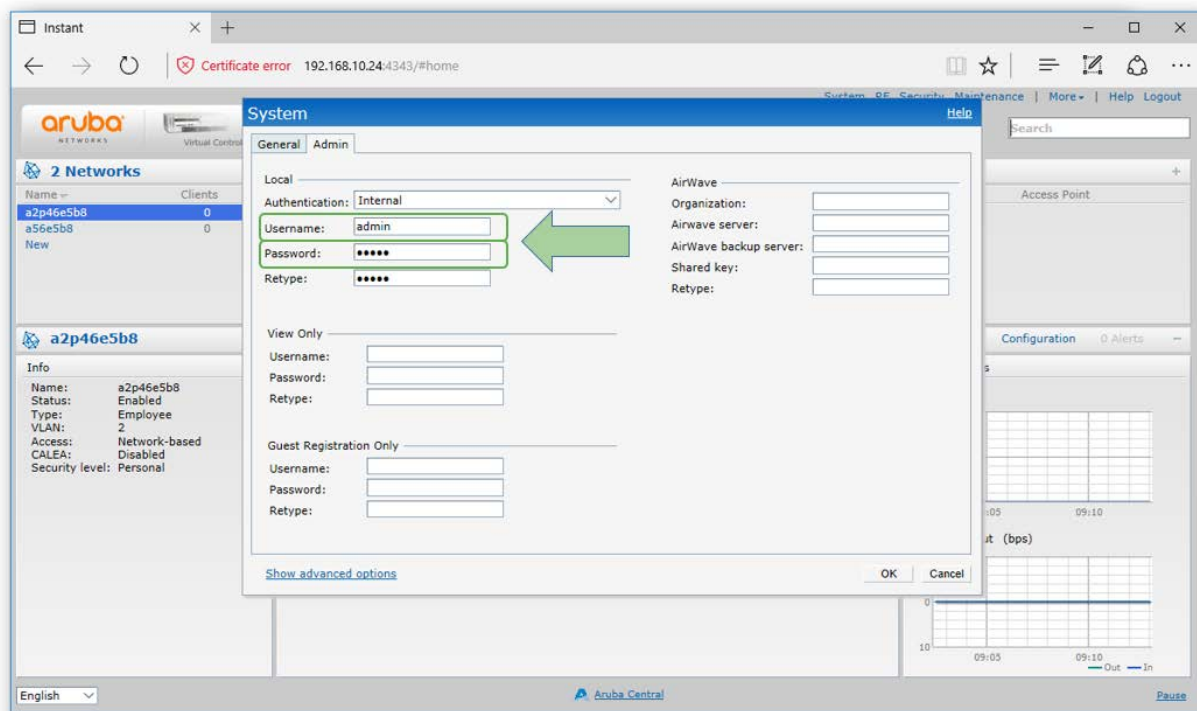 Instant
Certificate error 192.168.10.24:4343/#home
System RF Security Maintenance | More | Help Logout
aruba
NETWORKS
Virtual Control
Search
System
Help
General Admin
2 Networks
Name Clients
a2p46e5b8 0
a56e5b8 0
New
Access Point
Local
Authentication: Internal
Username: admin
Password: •••••
Retype: •••••
AirWave
Organization:
Airwave server:
AirWave backup server:
Shared key:
Retype:
View Only
Username:
Password:
Retype:
Guest Registration Only
Username:
Password:
Retype:
Show advanced options
OK Cancel
a2p46e5b8
Info
Name: a2p46e5b8
Status: Enabled
Type: Employee
VLAN: 2
Access: Network-based
CALEA: Disabled
Security level: Personal
Configuration 0 Alerts
s
:05 09:10
ut (bps)
0
10
09:05 09:10
Out In
English
Aruba Central
Pause